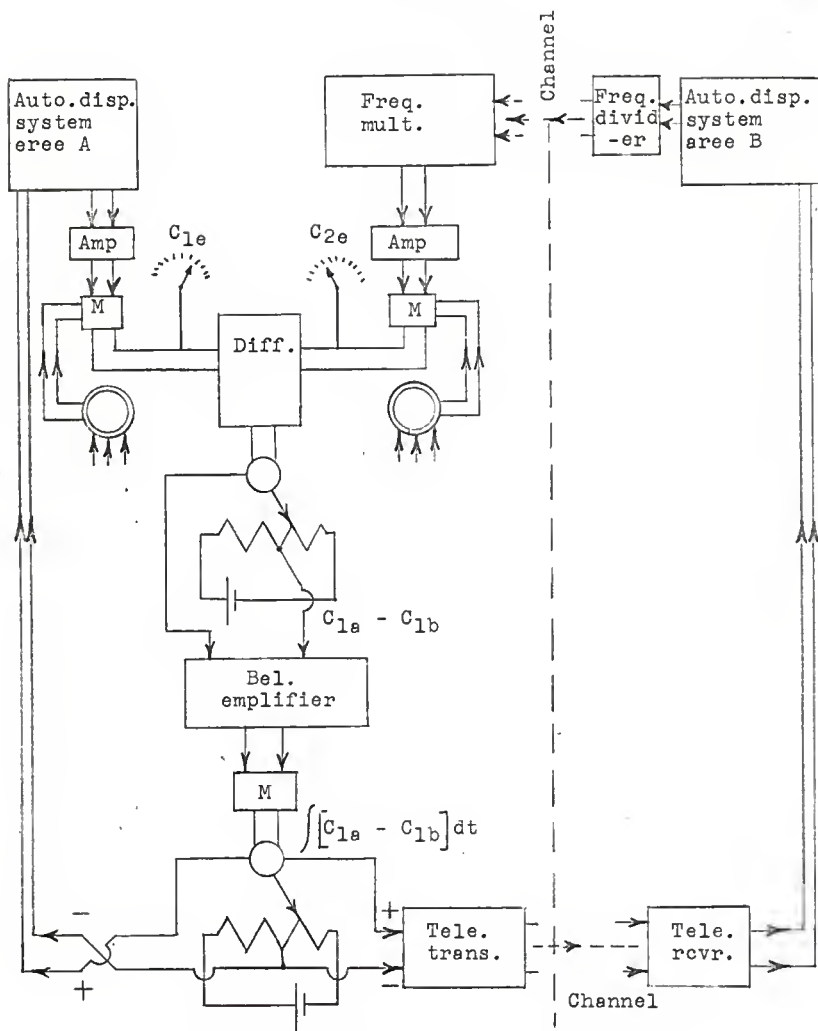 Auto.disp.
system
eree A
Freq.
mult.
Channel
Freq.
divid
-er
Auto.disp.
system
aree B
Amp
C1e
C2e
Amp
M
M
Diff.
C1a - C1b
Bel.
emplifier
M
∫[C1a - C1b]dt
-
+
+
-
Tele.
trans.
Tele.
rcvr.
Channel